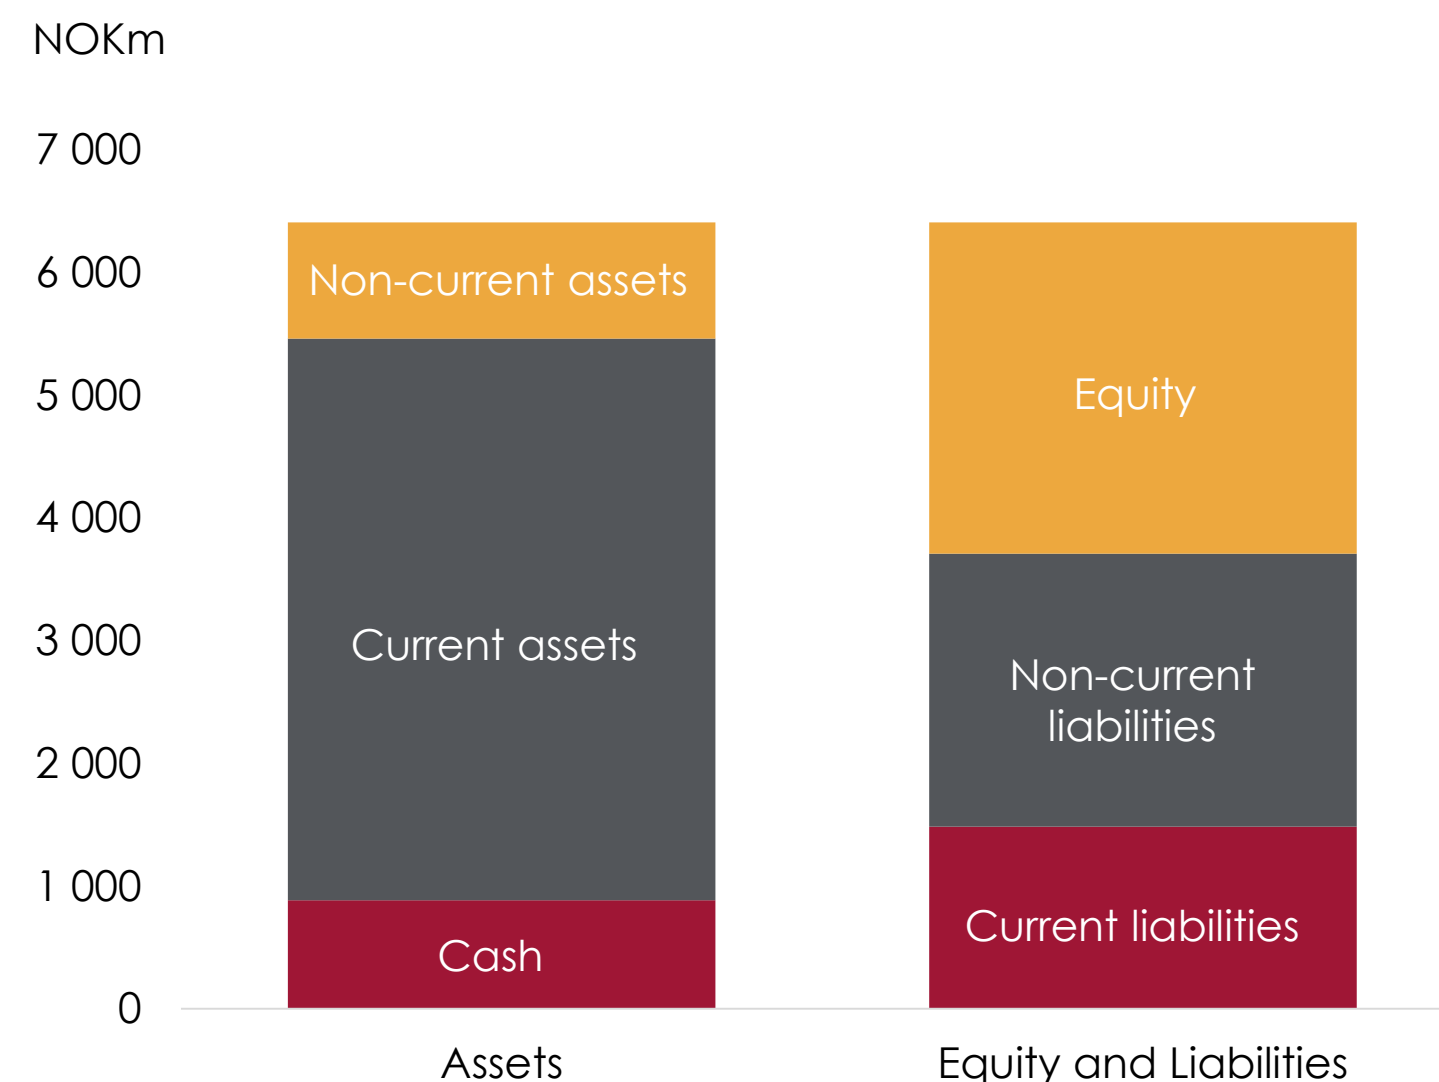 NOKm
7 000
6 000
5 000
4 000
3 000
2 000
1 000
0
Non-current assets
Current assets
Cash
Equity
Non-current
liabilities
Current liabilities
Assets
Equity and Liabilities